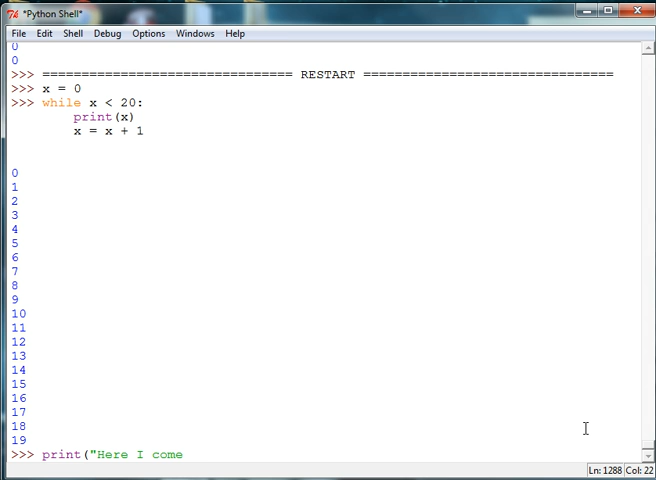 *Python Shell*
File Edit Shell Debug Options Windows Help
0
0
>>> ================================ RESTART ================================
>>> x = 0
>>> while x < 20:
    print(x)
    x = x + 1
0
1
2
3
4
5
6
7
8
9
10
11
12
13
14
15
16
17
18
19
>>> print("Here I come
Ln: 1288 Col: 22